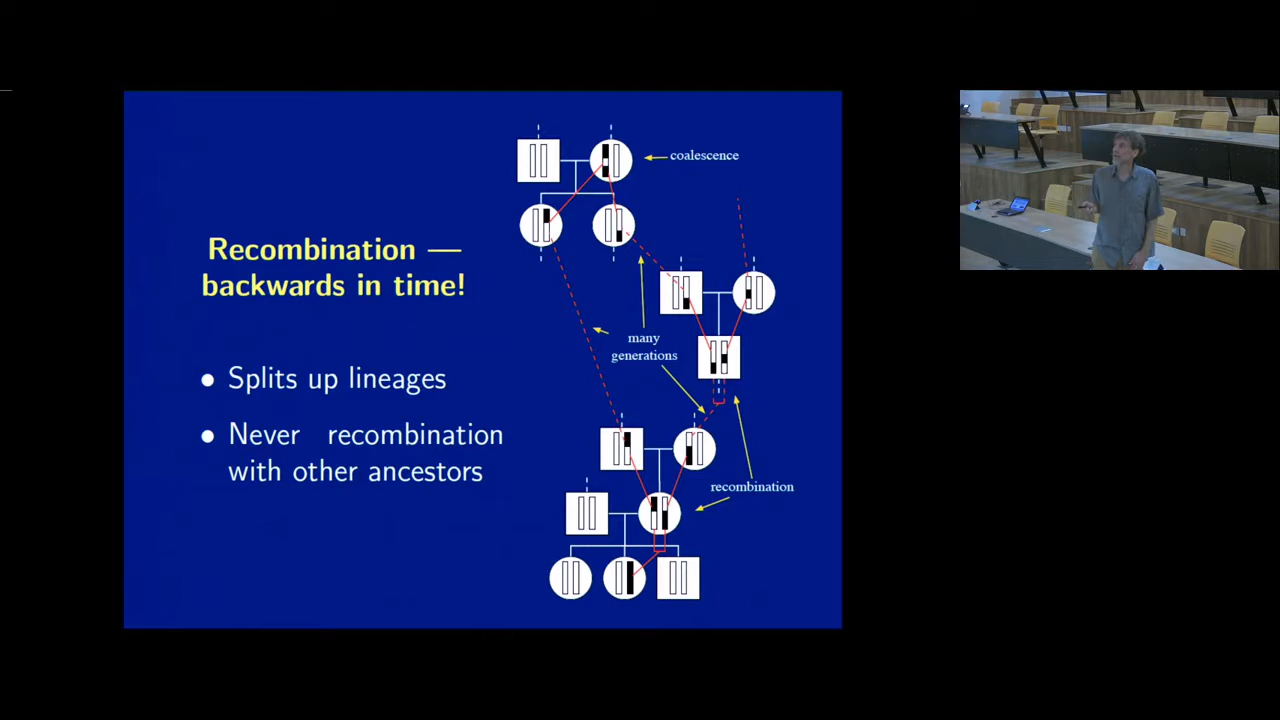 Recombination —
backwards in time!
• Splits up lineages
• Never recombination
with other ancestors
coalescence
many
generations
recombination